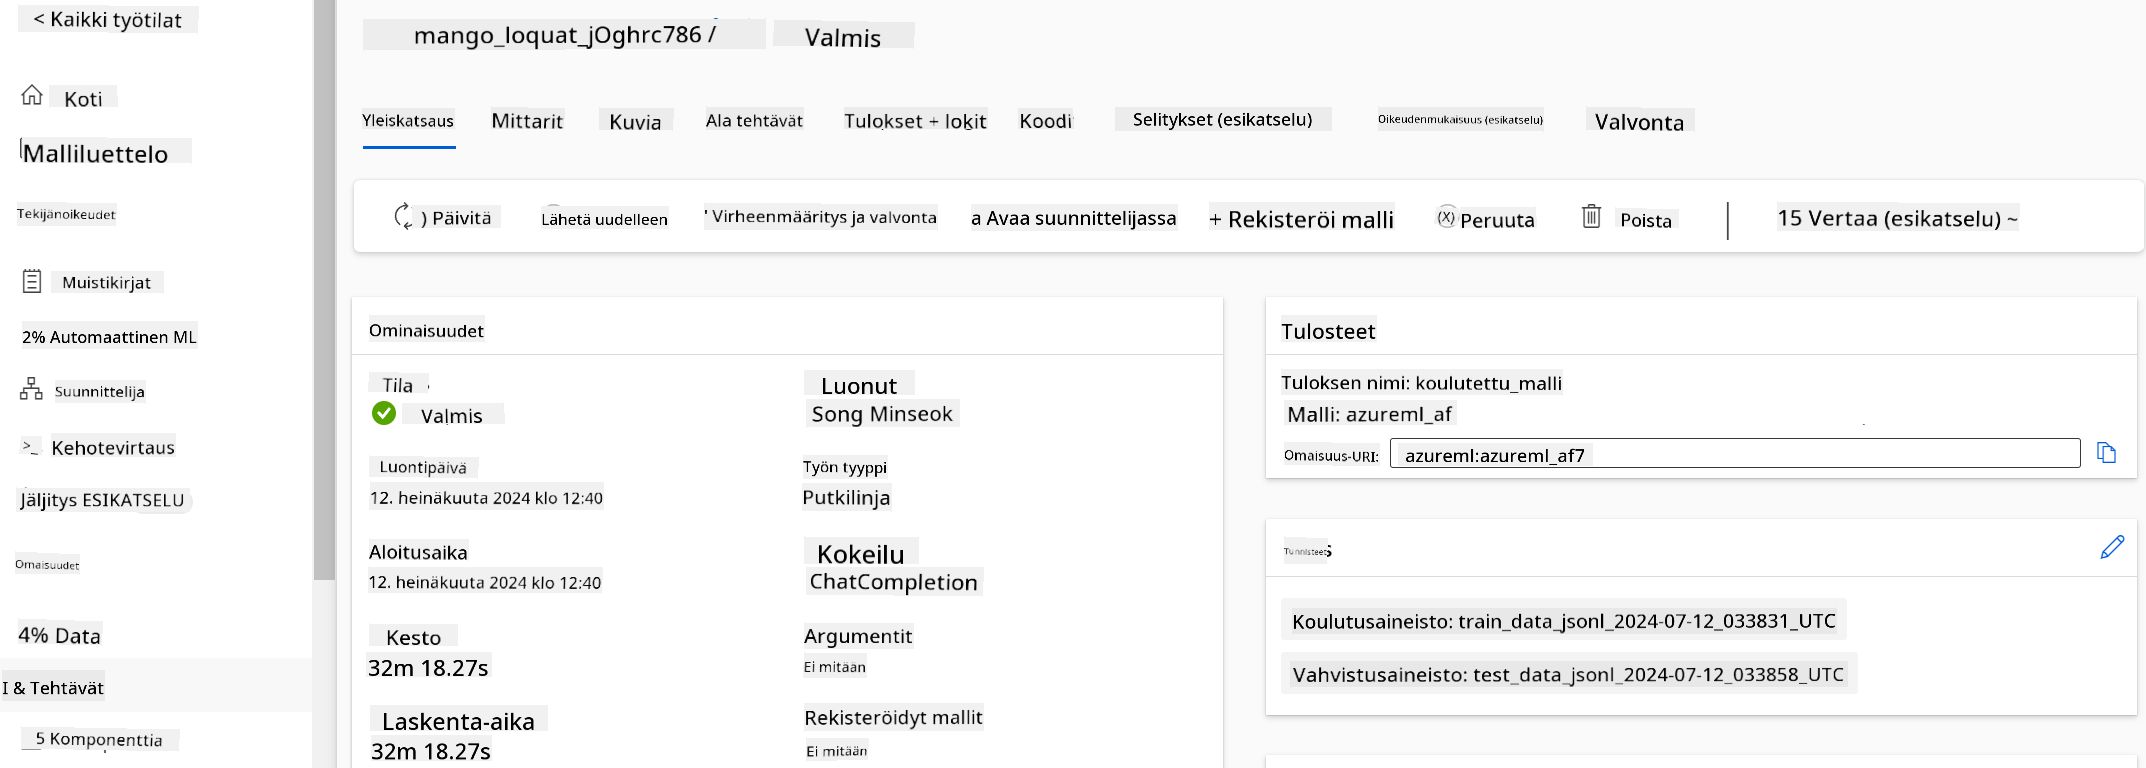 < Kaikki työtilat
Koti
Malliluettelo
Tekijänoikeudet
Muistikirjat
2% Automaattinen ML
Suunnittelija
>_ Kehotevirtaus
Jäljitys ESIKATSELU
Omaisuudet
4% Data
I & Tehtävät
5 Komponenttia
mango_loquat_jOghrc786 / Valmis
Yleiskatsaus Mittarit Kuvia Ala tehtävät Tulokset + lokit Koodi Selitykset (esikatselu) Oikeudenmukaisuus (esikatselu) Valvonta
) Päivitä Lähetä uudelleen ' Virheenmääritys ja valvonta a Avaa suunnittelijassa + Rekisteröi malli (X) Peruuta Poista 15 Vertaa (esikatselu) ~
Ominaisuudet
Tila
Valmis
Luontipäivä
12. heinäkuuta 2024 klo 12:40
Aloitusaika
12. heinäkuuta 2024 klo 12:40
Kesto
32m 18.27s
Laskenta-aika
32m 18.27s
Luonut
Song Minseok
Työn tyyppi
Putkilinja
Kokeilu
ChatCompletion
Argumentit
Ei mitään
Rekisteröidyt mallit
Ei mitään
Tulosteet
Tuloksen nimi: koulutettu_malli
Malli: azureml_af
Omaisuus-URI: azureml:azureml_af7
Tunnisteet
Koulutusaineisto: train_data_jsonl_2024-07-12_033831_UTC
Vahvistusaineisto: test_data_jsonl_2024-07-12_033858_UTC